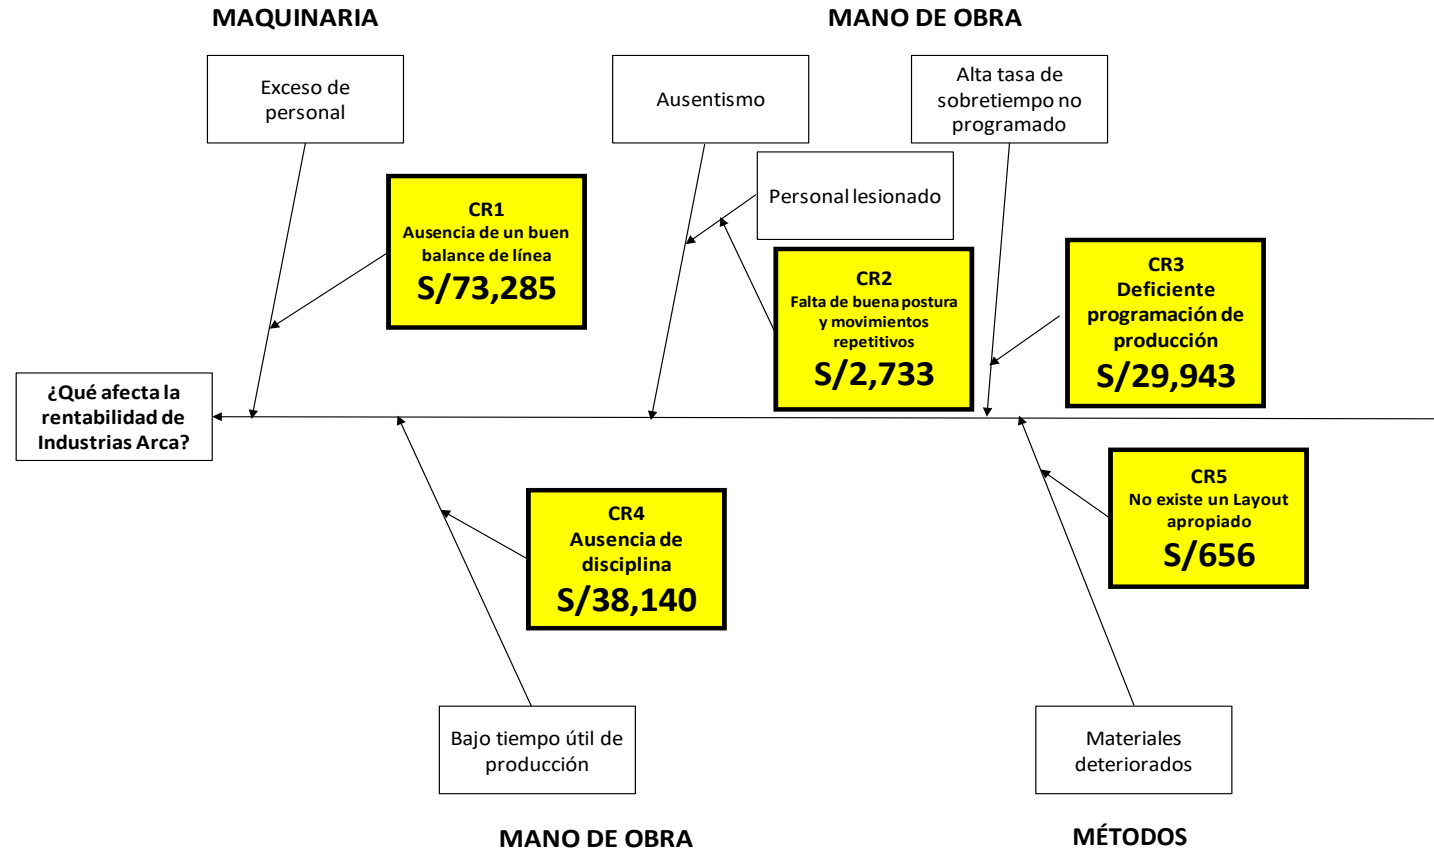 MAQUINARIA
MANO DE OBRA
Exceso de
personal
Ausentismo
Alta tasa de
sobretiempo no
programado
Personal lesionado
CR1
Ausencia de un buen
balance de línea
S/73,285
CR2
Falta de buena postura
y movimientos
repetitivos
S/2,733
CR3
Deficiente
programación de
producción
S/29,943
¿Qué afecta la
rentabilidad de
Industrias Arca?
CR4
Ausencia de
disciplina
S/38,140
CR5
No existe un Layout
apropiado
S/656
Bajo tiempo útil de
producción
Materiales
deteriorados
MANO DE OBRA
MÉTODOS